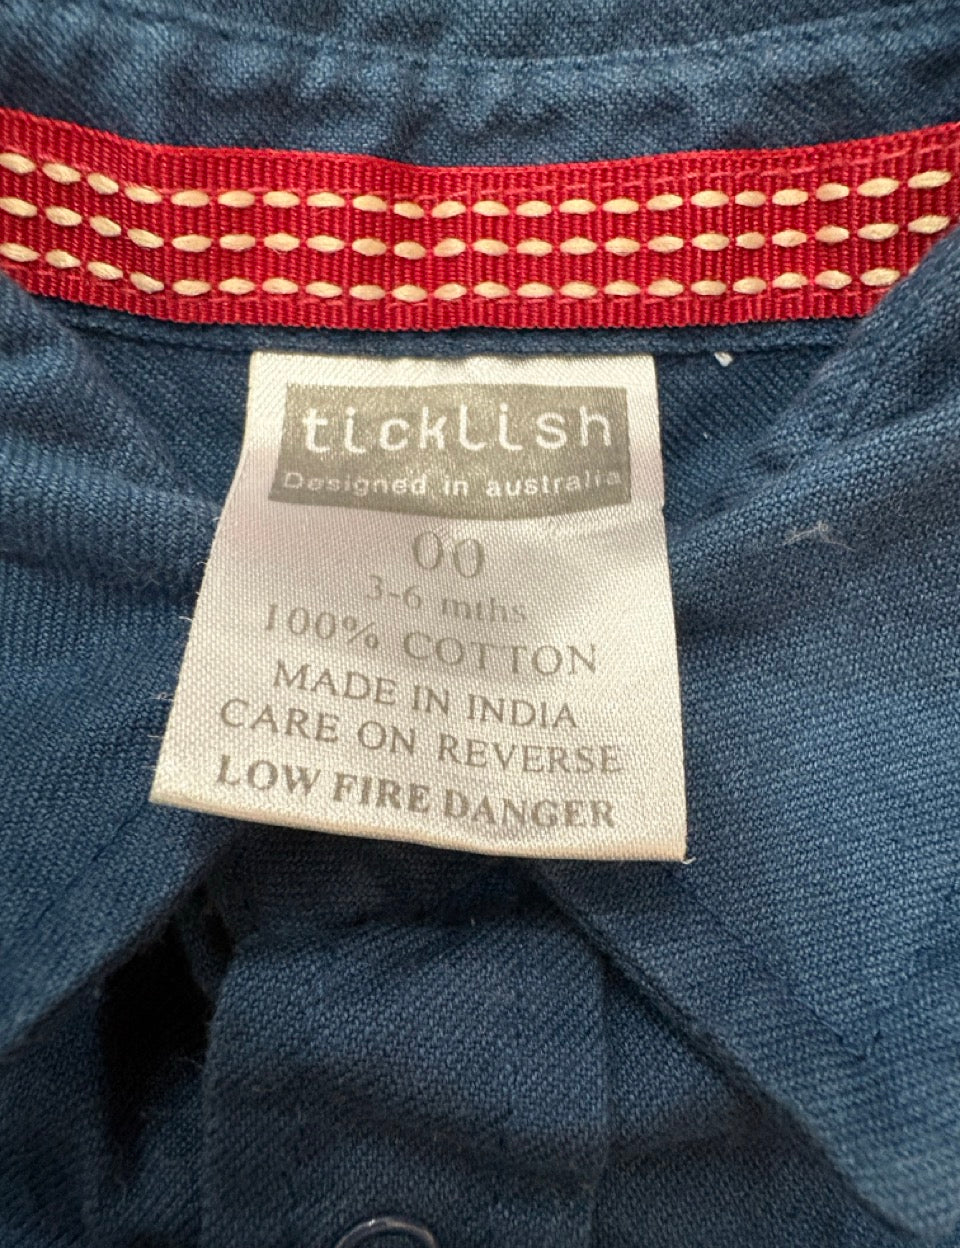 ticklish
Designed in australia
00
3-6 mths
100% COTTON
MADE IN INDIA
CARE ON REVERSE
LOW FIRE DANGER